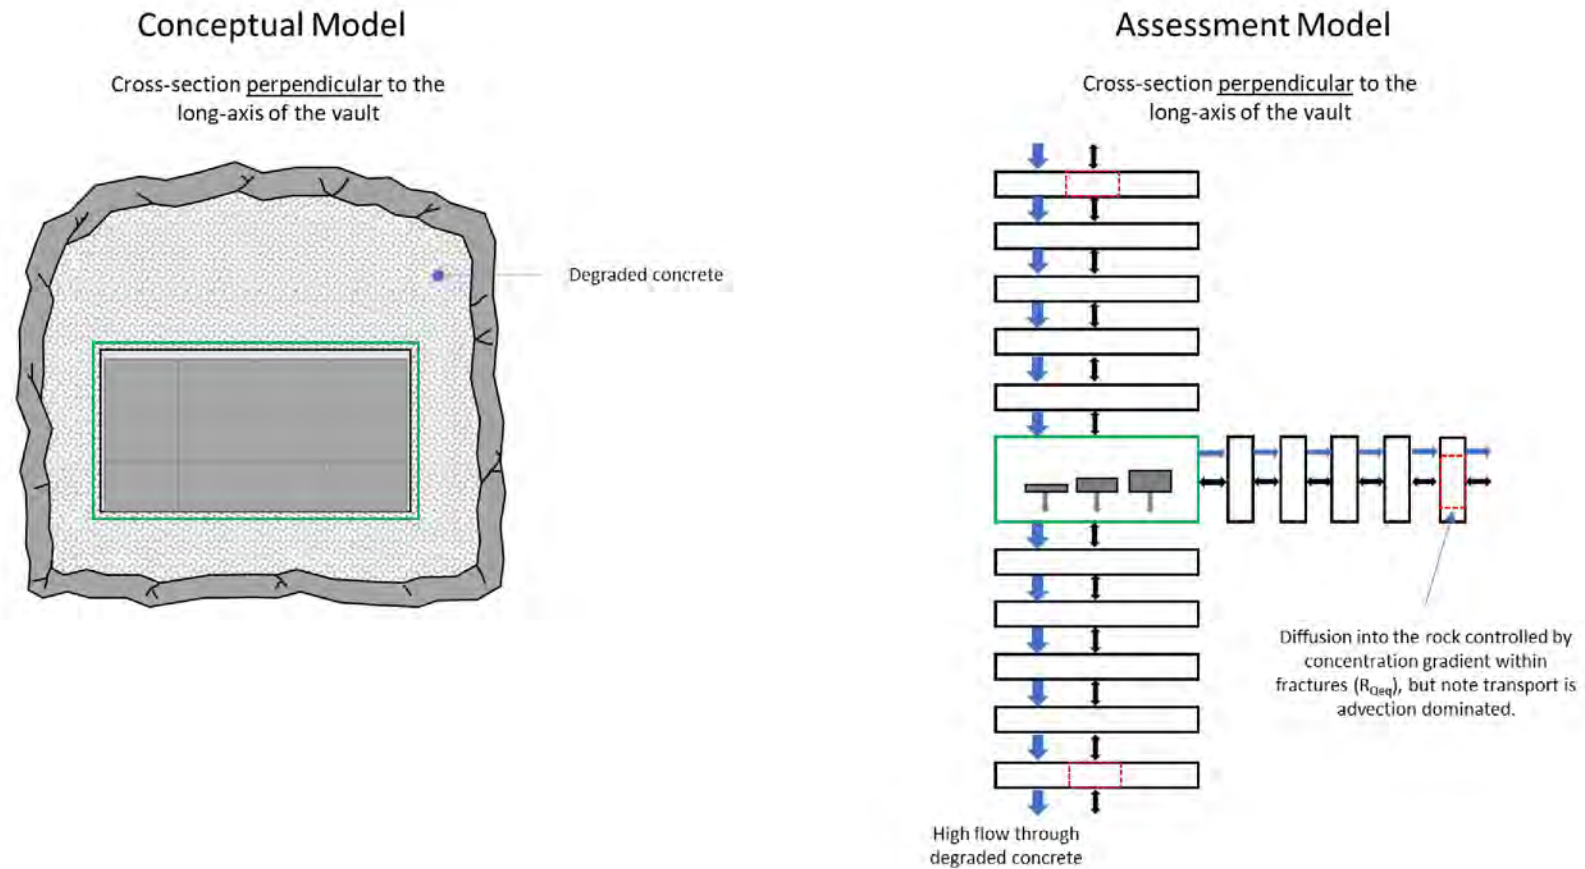 Conceptual Model
Cross-section perpendicular to the
long-axis of the vault
Degraded concrete
Assessment Model
Cross-section perpendicular to the
long-axis of the vault
Diffusion into the rock controlled by
concentration gradient within
fractures (RQeq), but note transport is
advection dominated.
High flow through
degraded concrete